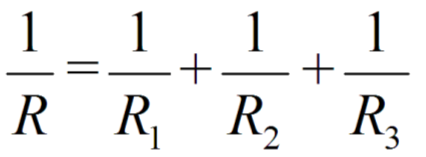 1/R = 1/R₁ + 1/R₂ + 1/R₃